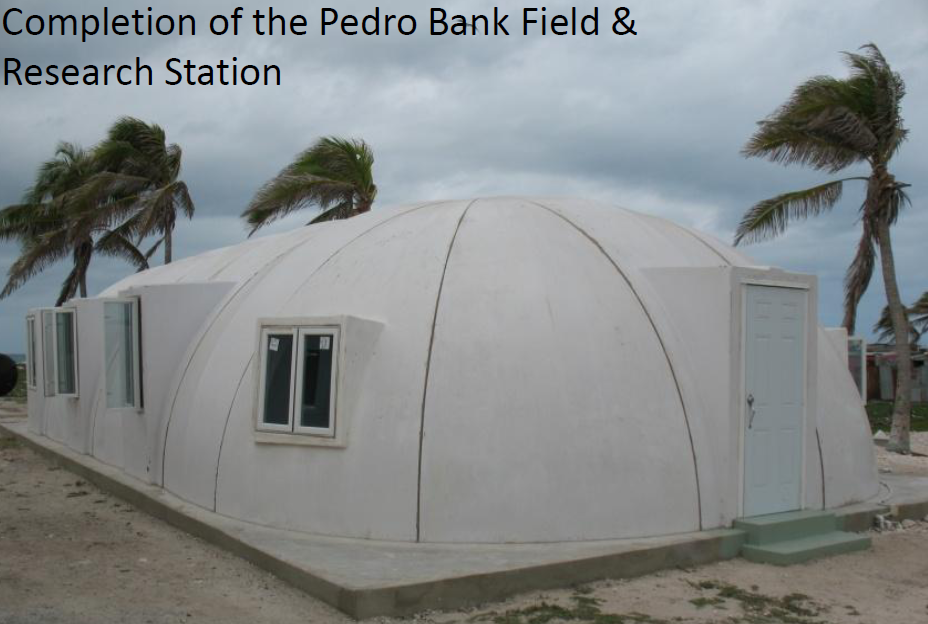 Completion of the Pedro Bank Field &
Research Station